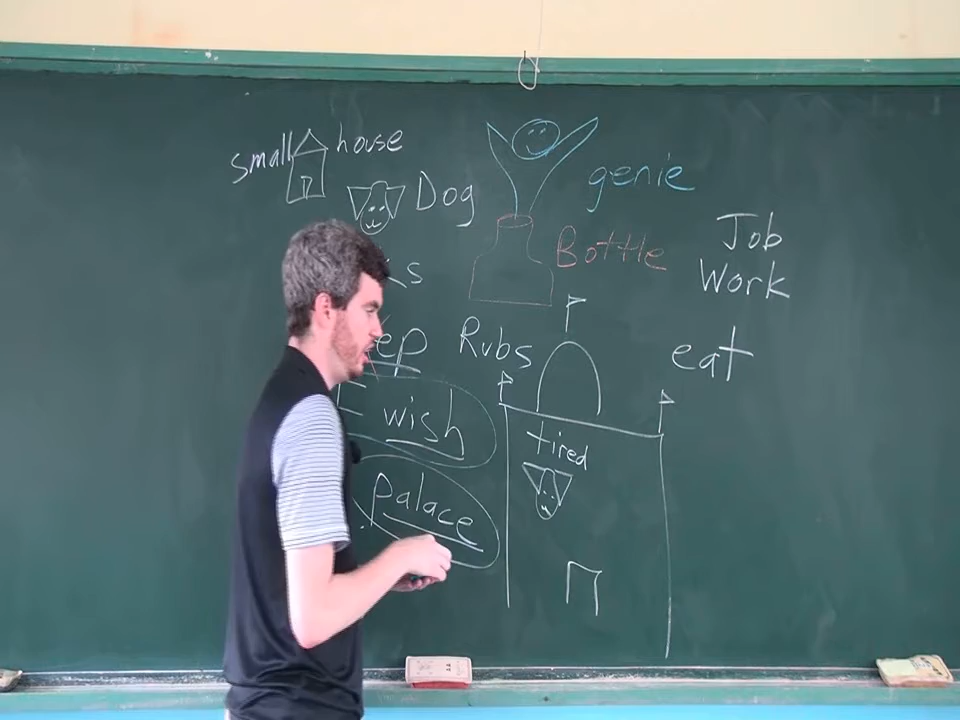 small house
Dog
genie
Bottle
Job
Work
Rubs
eat
wish
tired
Palace